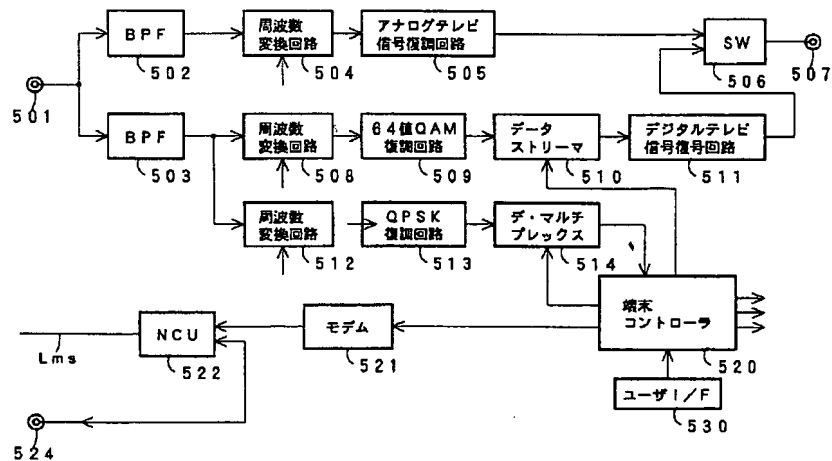 BPF
502
周波数
変換回路
504
アナログテレビ
信号復調回路
505
SW
506
507
501
BPF
503
周波数
変換回路
508
64値QAM
復調回路
509
データ
ストリーマ
510
デジタルテレビ
信号復号回路
511
周波数
変換回路
512
QPSK
復調回路
513
デ・マルチ
プレックス
514
端末
コントローラ
520
NCU
522
モデム
521
Lms
ユーザI/F
530
524